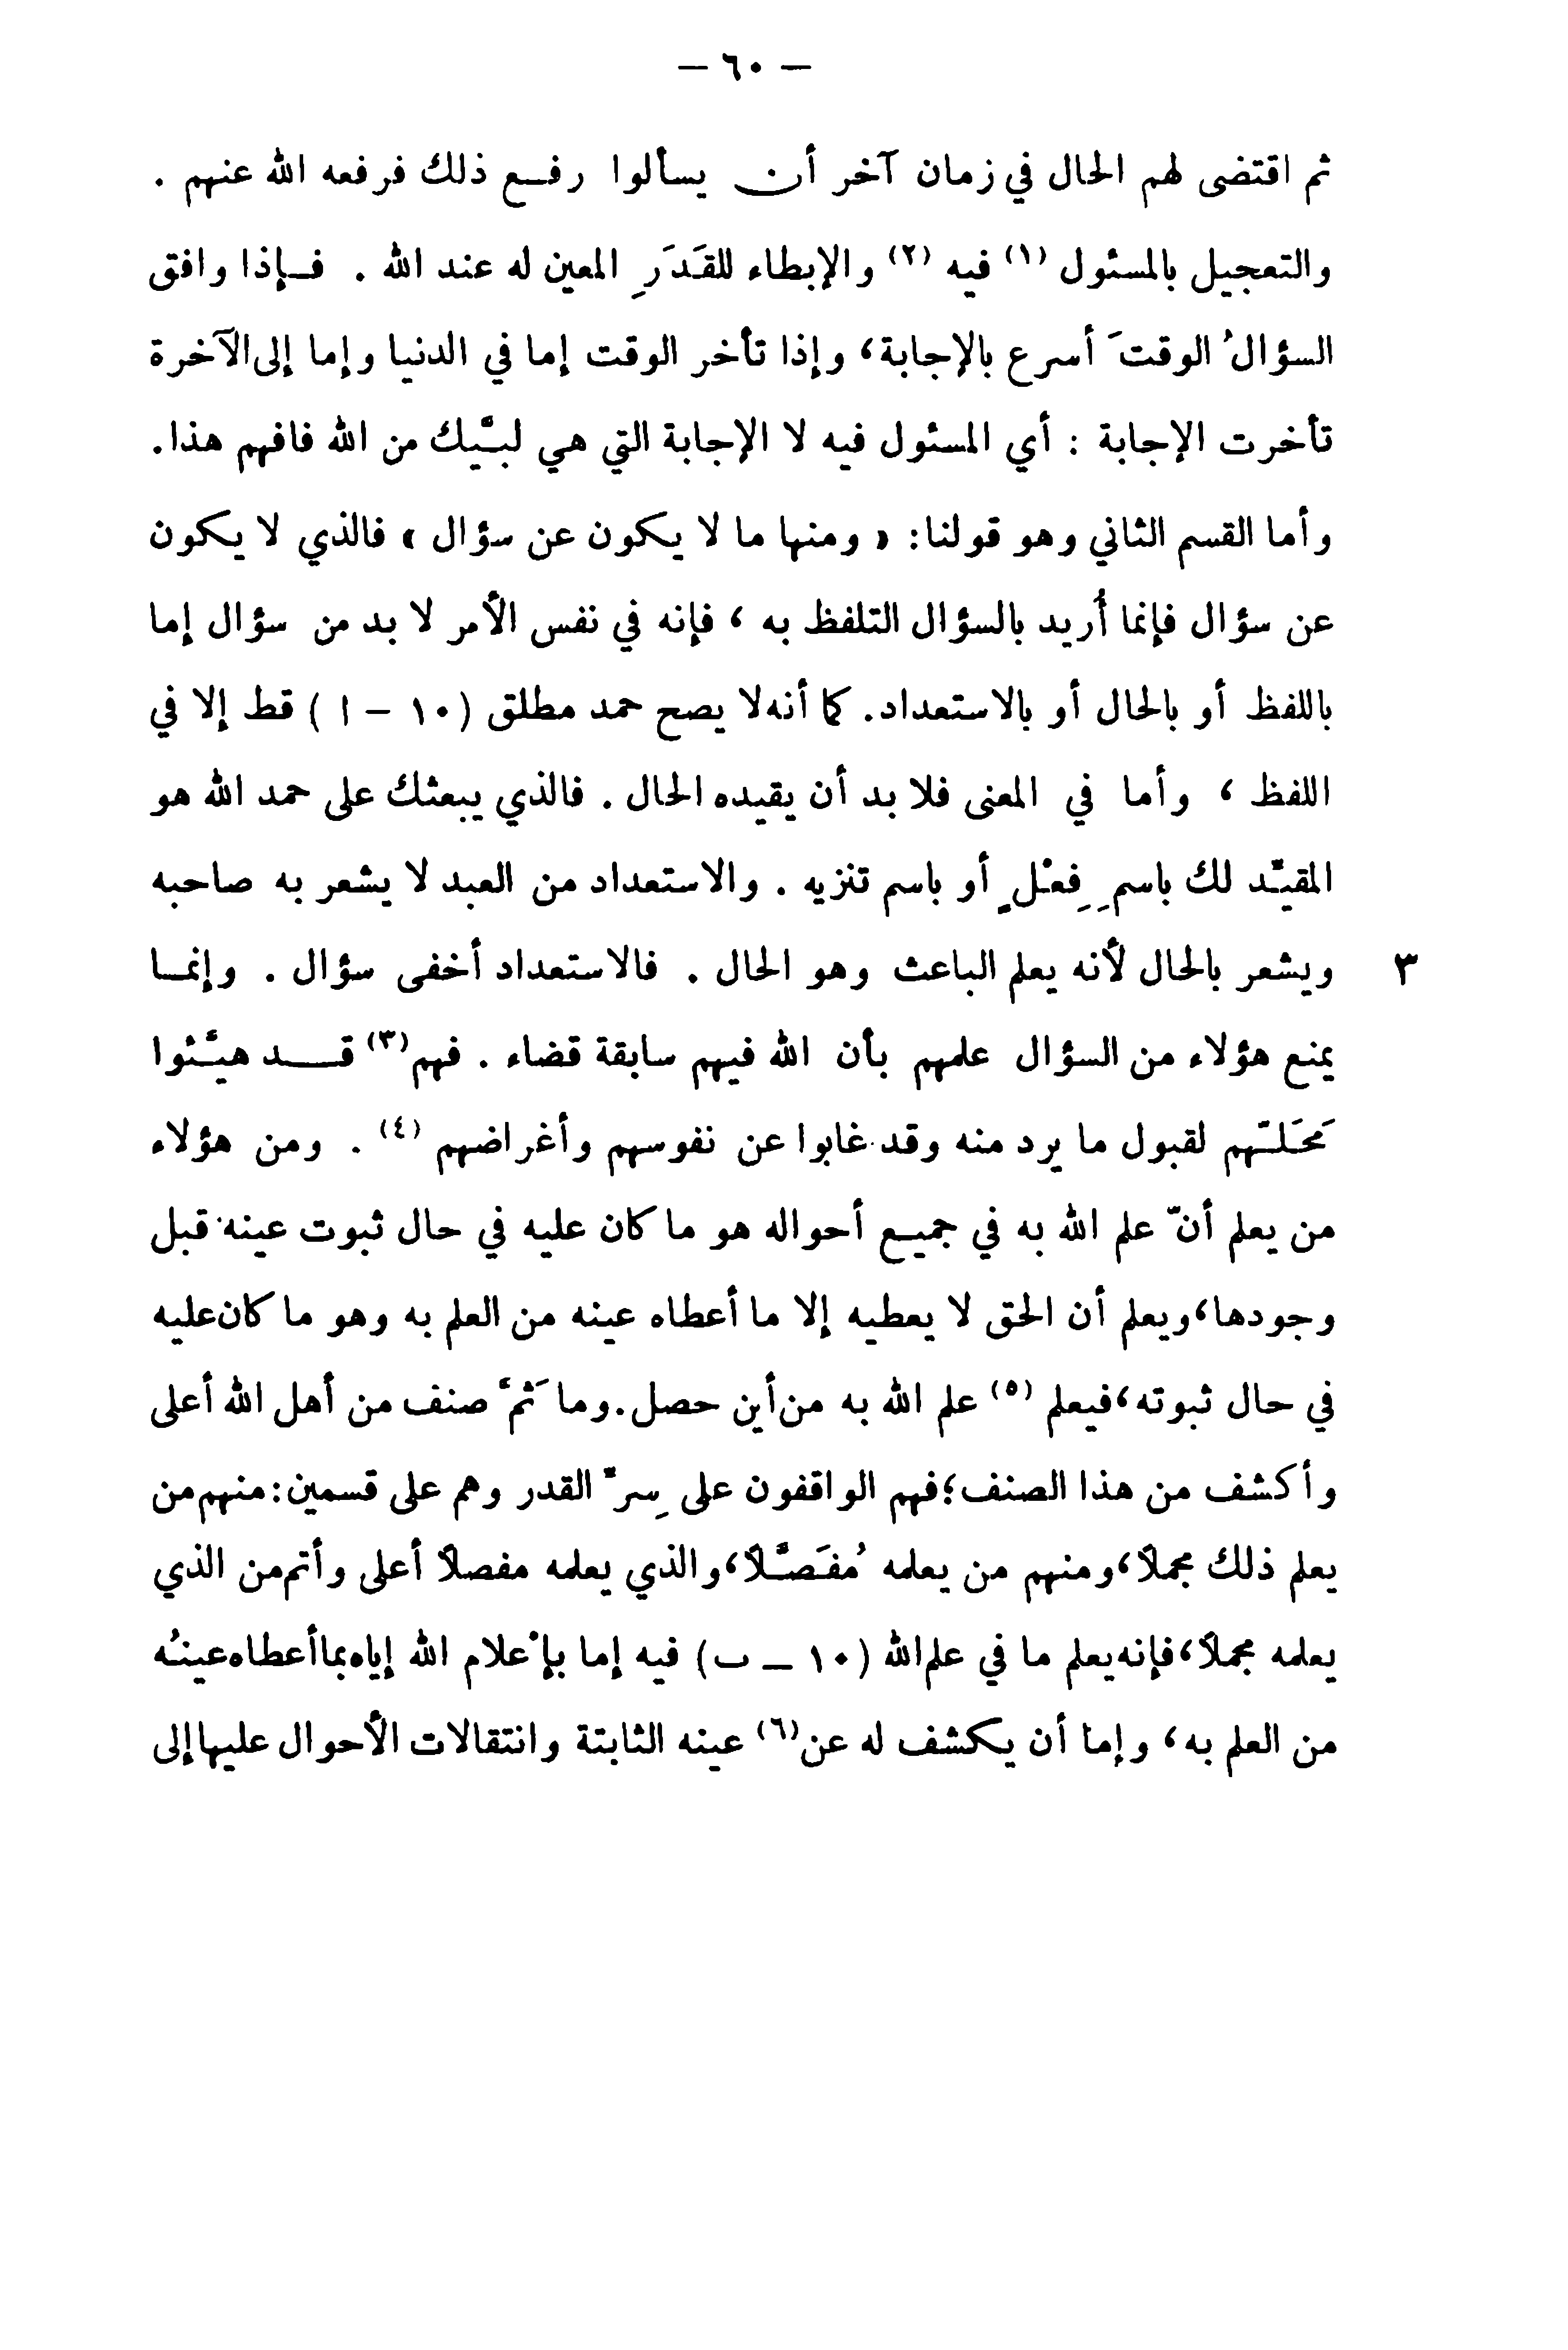 — ٦٠ —
ثم اقتضى لهم الحال في زمان آخر أن يسألوا رفع ذلك فرفعه الله عنهم .
والتعجيل بالمسئول (١) فيه (٢) والإبطاء للقَدَرِ المعين له عند الله . فإذا وافق
السؤالُ الوقتَ أسرع بالإجابة، وإذا تأخر الوقت إما في الدنيا وإما إلى الآخرة
تأخرت الإجابة : أي المسئول فيه لا الإجابة التي هي لبَّيك من الله فافهم هذا.
وأما القسم الثاني وهو قولنا: « ومنها ما لا يكون عن سؤال » فالذي لا يكون
عن سؤال فإنما أُريد بالسؤال التلفظ به ، فإنه في نفس الأمر لا بد من سؤال إما
باللفظ أو بالحال أو بالاستعداد. كما أنه لا يصح حمد مطلق (١٠ – ا ) قط إلا في
اللفظ ، وأما في المعنى فلا بد أن يقيده الحال . فالذي يبعثك على حمد الله هو
المقيِّد لك باسمِ فِعْلٍ أو باسم تنزيه . والاستعداد من العبد لا يشعر به صاحبه
٣ ويشعر بالحال لأنه يعلم الباعث وهو الحال . فالاستعداد أخفى سؤال . وإنما
يمنع هؤلاء من السؤال علمهم بأن الله فيهم سابقة قضاء . فهم(٣) قد هيَّئوا
مَحَلَّهم لقبول ما يرد منه وقد غابوا عن نفوسهم وأغراضهم (٤) . ومن هؤلاء
من يعلم أنّ علم الله به في جميع أحواله هو ما كان عليه في حال ثبوت عينه قبل
وجودها، ويعلم أن الحق لا يعطيه إلا ما أعطاه عينه من العلم به وهو ما كان عليه
في حال ثبوته، فيعلم (٥) علم الله به من أين حصل. وما ثَمَّ صنف من أهل الله أعلى
وأكشف من هذا الصنف؛ فهم الواقفون على سِرِّ القدر وهم على قسمين: منهم من
يعلم ذلك مجملًا، ومنهم من يعلمه مُفَصَّلًا، والذي يعلمه مفصلًا أعلى وأتم من الذي
يعلمه مجملًا، فإنه يعلم ما في علم الله (١٠ – ب) فيه إما بإعْلام الله إياه بما أعطاه عينُه
من العلم به، وإما أن يكشف له عن(٦) عينه الثابتة وانتقالات الأحوال عليها إلى